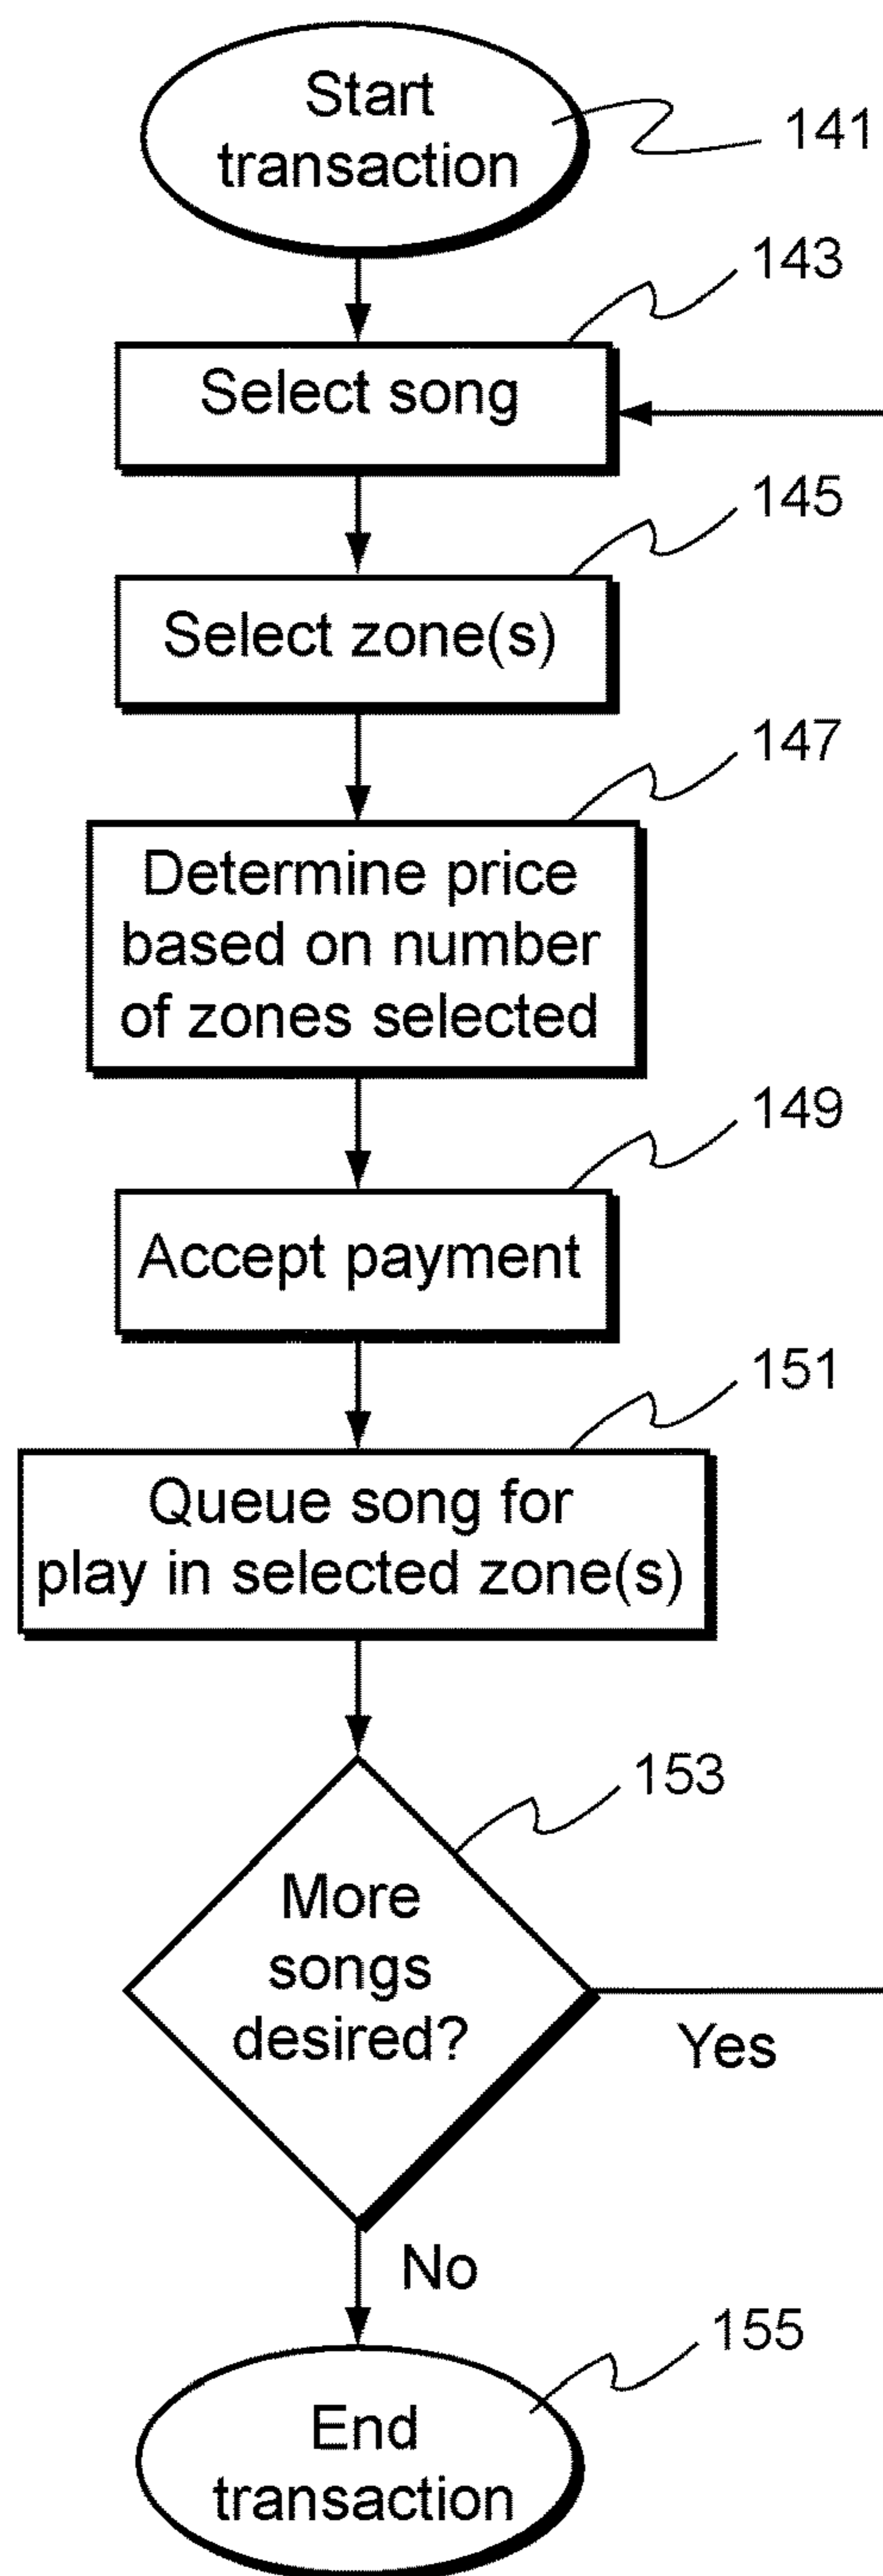 Start
transaction
141
143
Select song
145
Select zone(s)
147
Determine price
based on number
of zones selected
149
Accept payment
151
Queue song for
play in selected zone(s)
153
More
songs
desired?
Yes
No
155
End
transaction